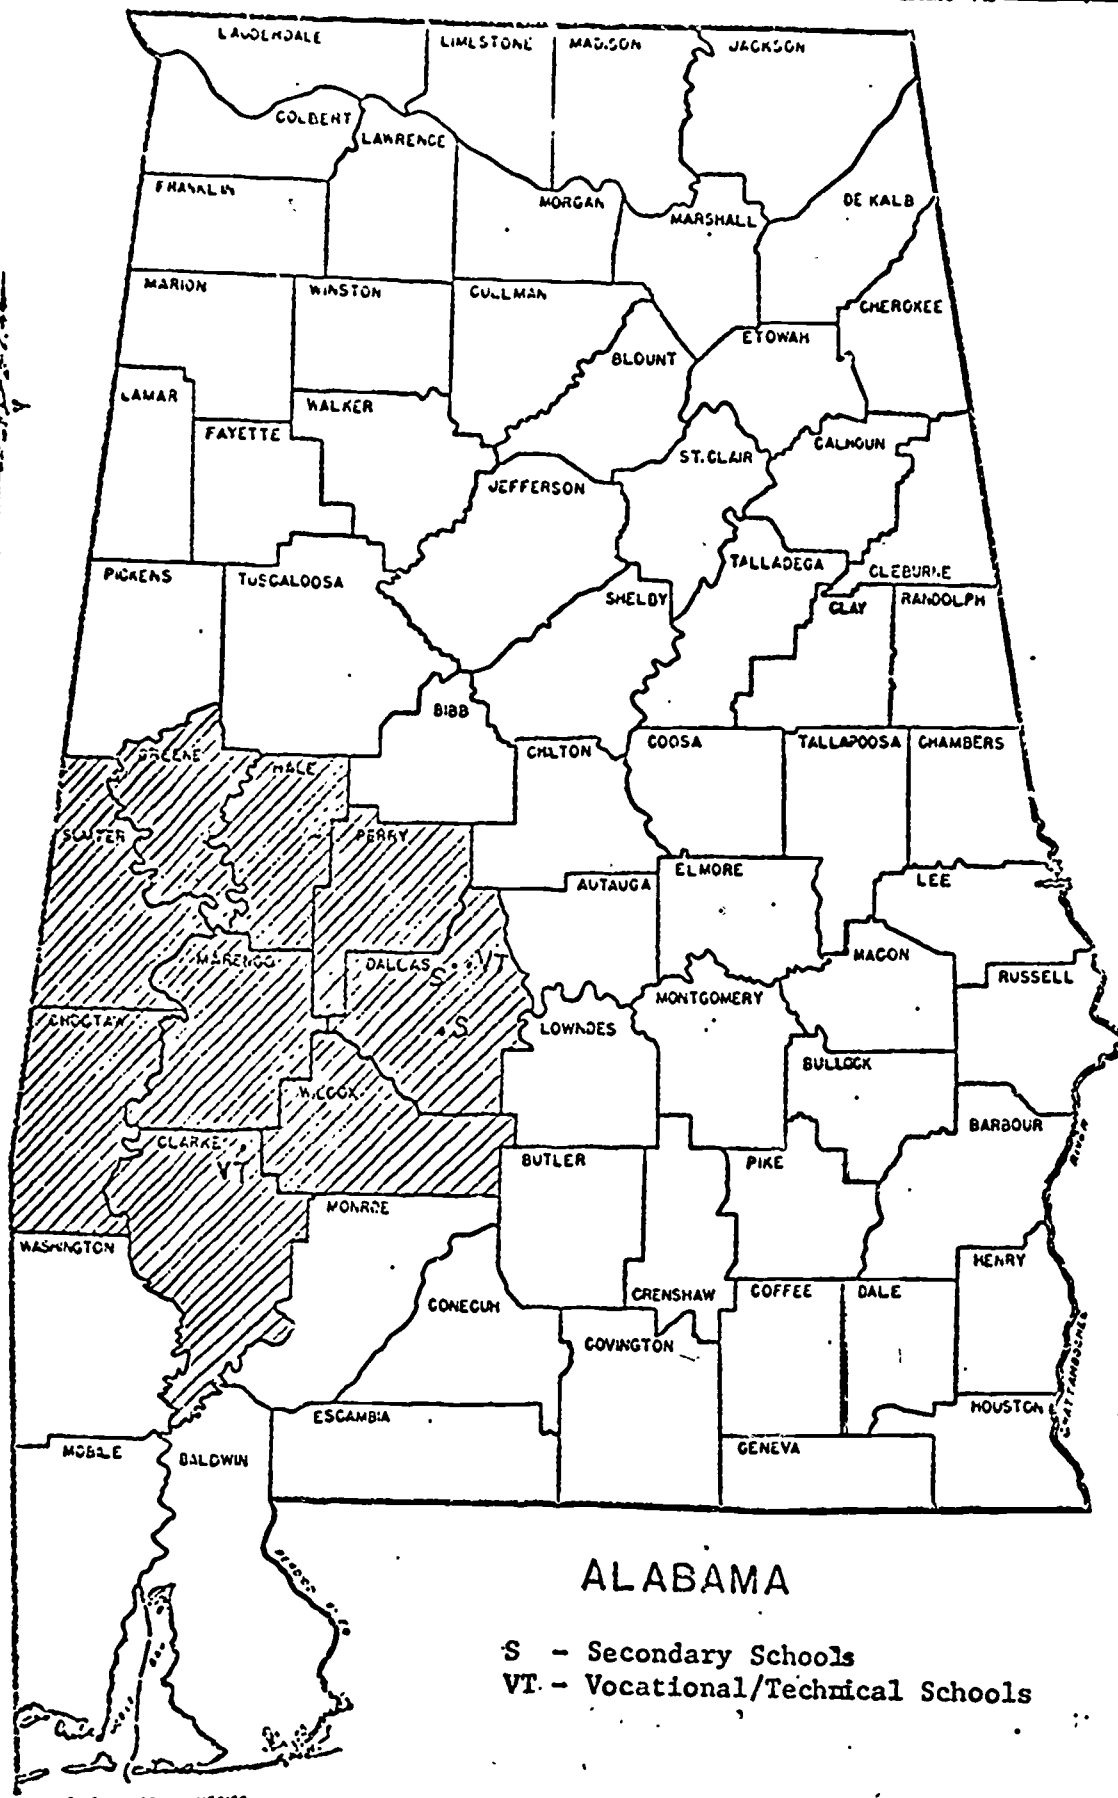 LAUDERDALE
LIMESTONE
MADISON
JACKSON
COLBERT
LAWRENCE
FRANKLIN
MORGAN
MARSHALL
DE KALB
MARION
WINSTON
CULLMAN
CHEROKEE
ETOWAH
BLOUNT
LAMAR
WALKER
FAYETTE
ST. CLAIR
CALHOUN
JEFFERSON
TALLADEGA
CLEBURNE
PICKENS
TUSCALOOSA
SHELBY
CLAY
RANDOLPH
BIBB
GREENE
HALE
CHILTON
COOSA
TALLAPOOSA
CHAMBERS
SUMTER
PERRY
AUTAUGA
ELMORE
LEE
MARENGO
DALLAS
S
VT
MACON
RUSSELL
MONTGOMERY
CHOCTAW
S
LOWNDES
BULLOCK
WILCOX
BARBOUR
RIVER
CLARKE
VT
BUTLER
PIKE
MONROE
WASHINGTON
HENRY
CONECUH
CRENSHAW
COFFEE
DALE
COVINGTON
CHATTAHOOCHEE
HOUSTON
ESCAMBIA
MOBILE
BALDWIN
GENEVA
ALABAMA
S - Secondary Schools
VT - Vocational/Technical Schools